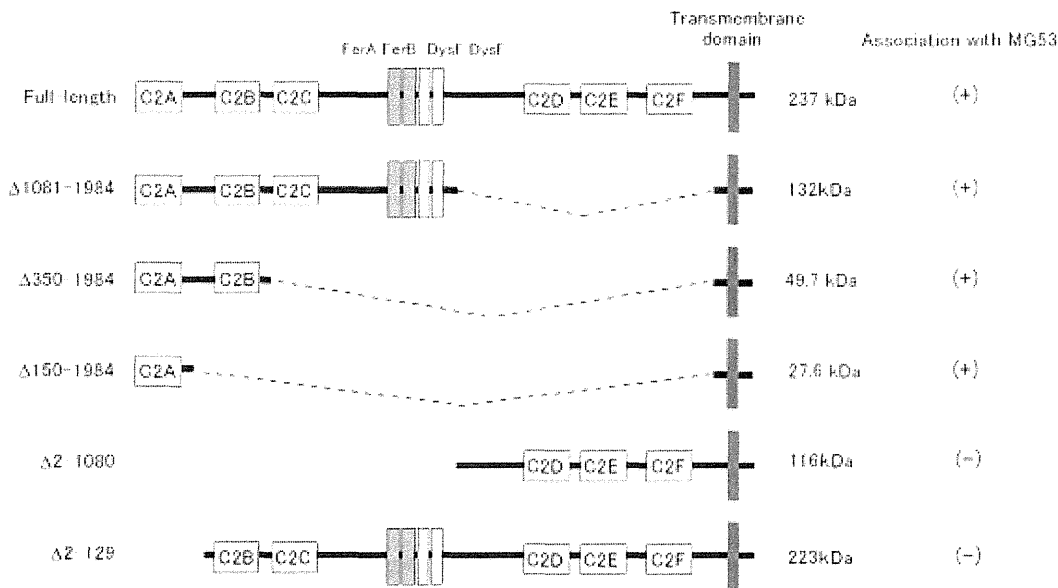 Transmembrane
domain
Association with MG53
FerA FerB DysF DysF
Full length C2A C2B C2C C2D C2E C2F 237 kDa (+)
Δ1081-1984 C2A C2B C2C 132kDa (+)
Δ350-1984 C2A C2B 49.7 kDa (+)
Δ150-1984 C2A 27.6 kDa (+)
Δ2-1080 C2D C2E C2F 116kDa (-)
Δ2-129 C2B C2C C2D C2E C2F 223kDa (-)